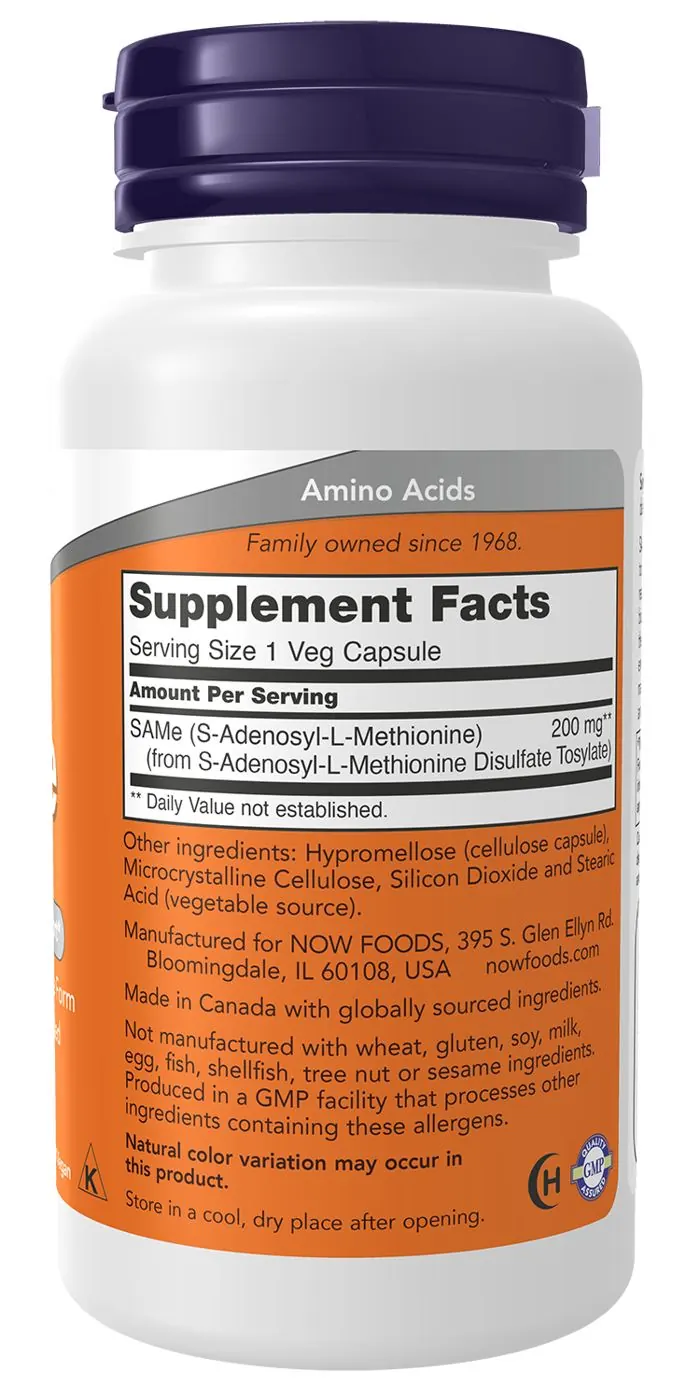 Amino Acids
Family owned since 1968.
Supplement Facts
Serving Size 1 Veg Capsule
Amount Per Serving
SAMe (S-Adenosyl-L-Methionine) 200 mg**
(from S-Adenosyl-L-Methionine Disulfate Tosylate)
** Daily Value not established.
Other ingredients: Hypromellose (cellulose capsule),
Microcrystalline Cellulose, Silicon Dioxide and Stearic
Acid (vegetable source).
Manufactured for NOW FOODS, 395 S. Glen Ellyn Rd.
Bloomingdale, IL 60108, USA nowfoods.com
Made in Canada with globally sourced ingredients.
Not manufactured with wheat, gluten, soy, milk,
egg, fish, shellfish, tree nut or sesame ingredients.
Produced in a GMP facility that processes other
ingredients containing these allergens.
Natural color variation may occur in
this product.
Store in a cool, dry place after opening.
e
Form
K
H
QUALITY
GMP
ASSURED